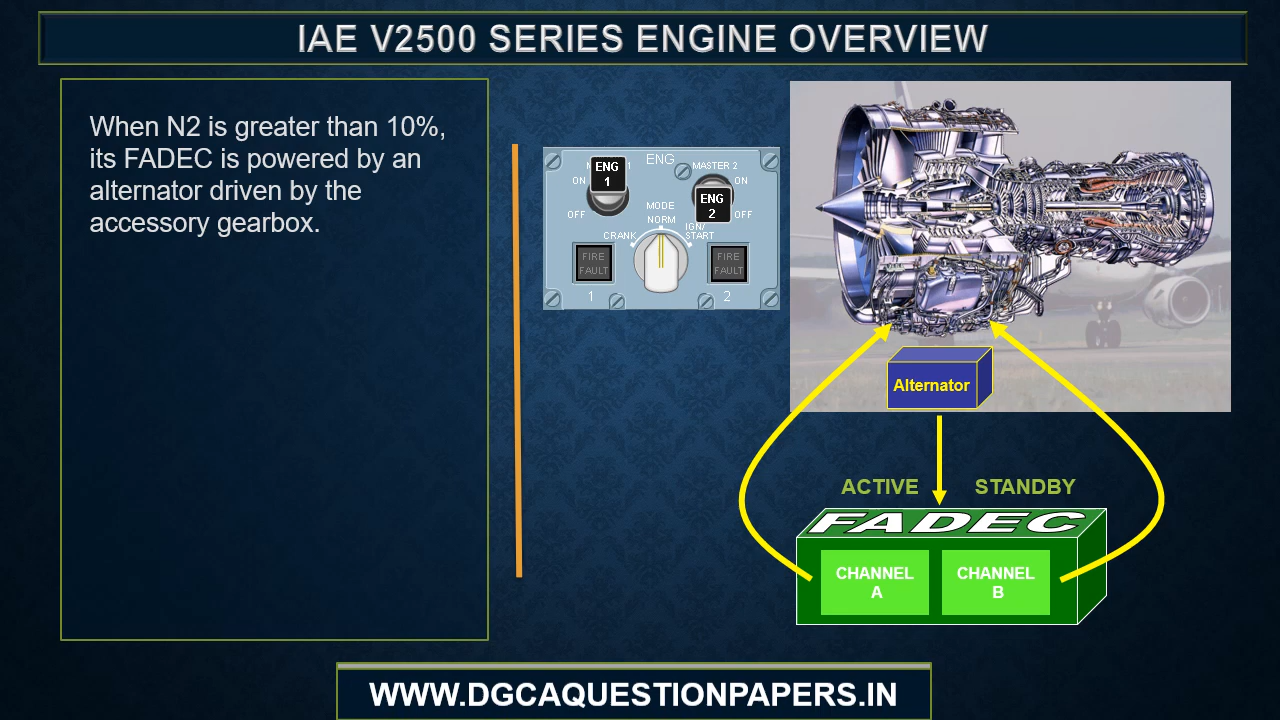 IAE V2500 SERIES ENGINE OVERVIEW
When N2 is greater than 10%,
its FADEC is powered by an
alternator driven by the
accessory gearbox.
ENG
1
ENG
MASTER 2
ON
ON
ENG
2
OFF
OFF
MODE
NORM
CRANK
IGN/
START
FIRE
FAULT
FIRE
FAULT
1
2
Alternator
ACTIVE
STANDBY
FADEC
CHANNEL
A
CHANNEL
B
WWW.DGCAQUESTIONPAPERS.IN